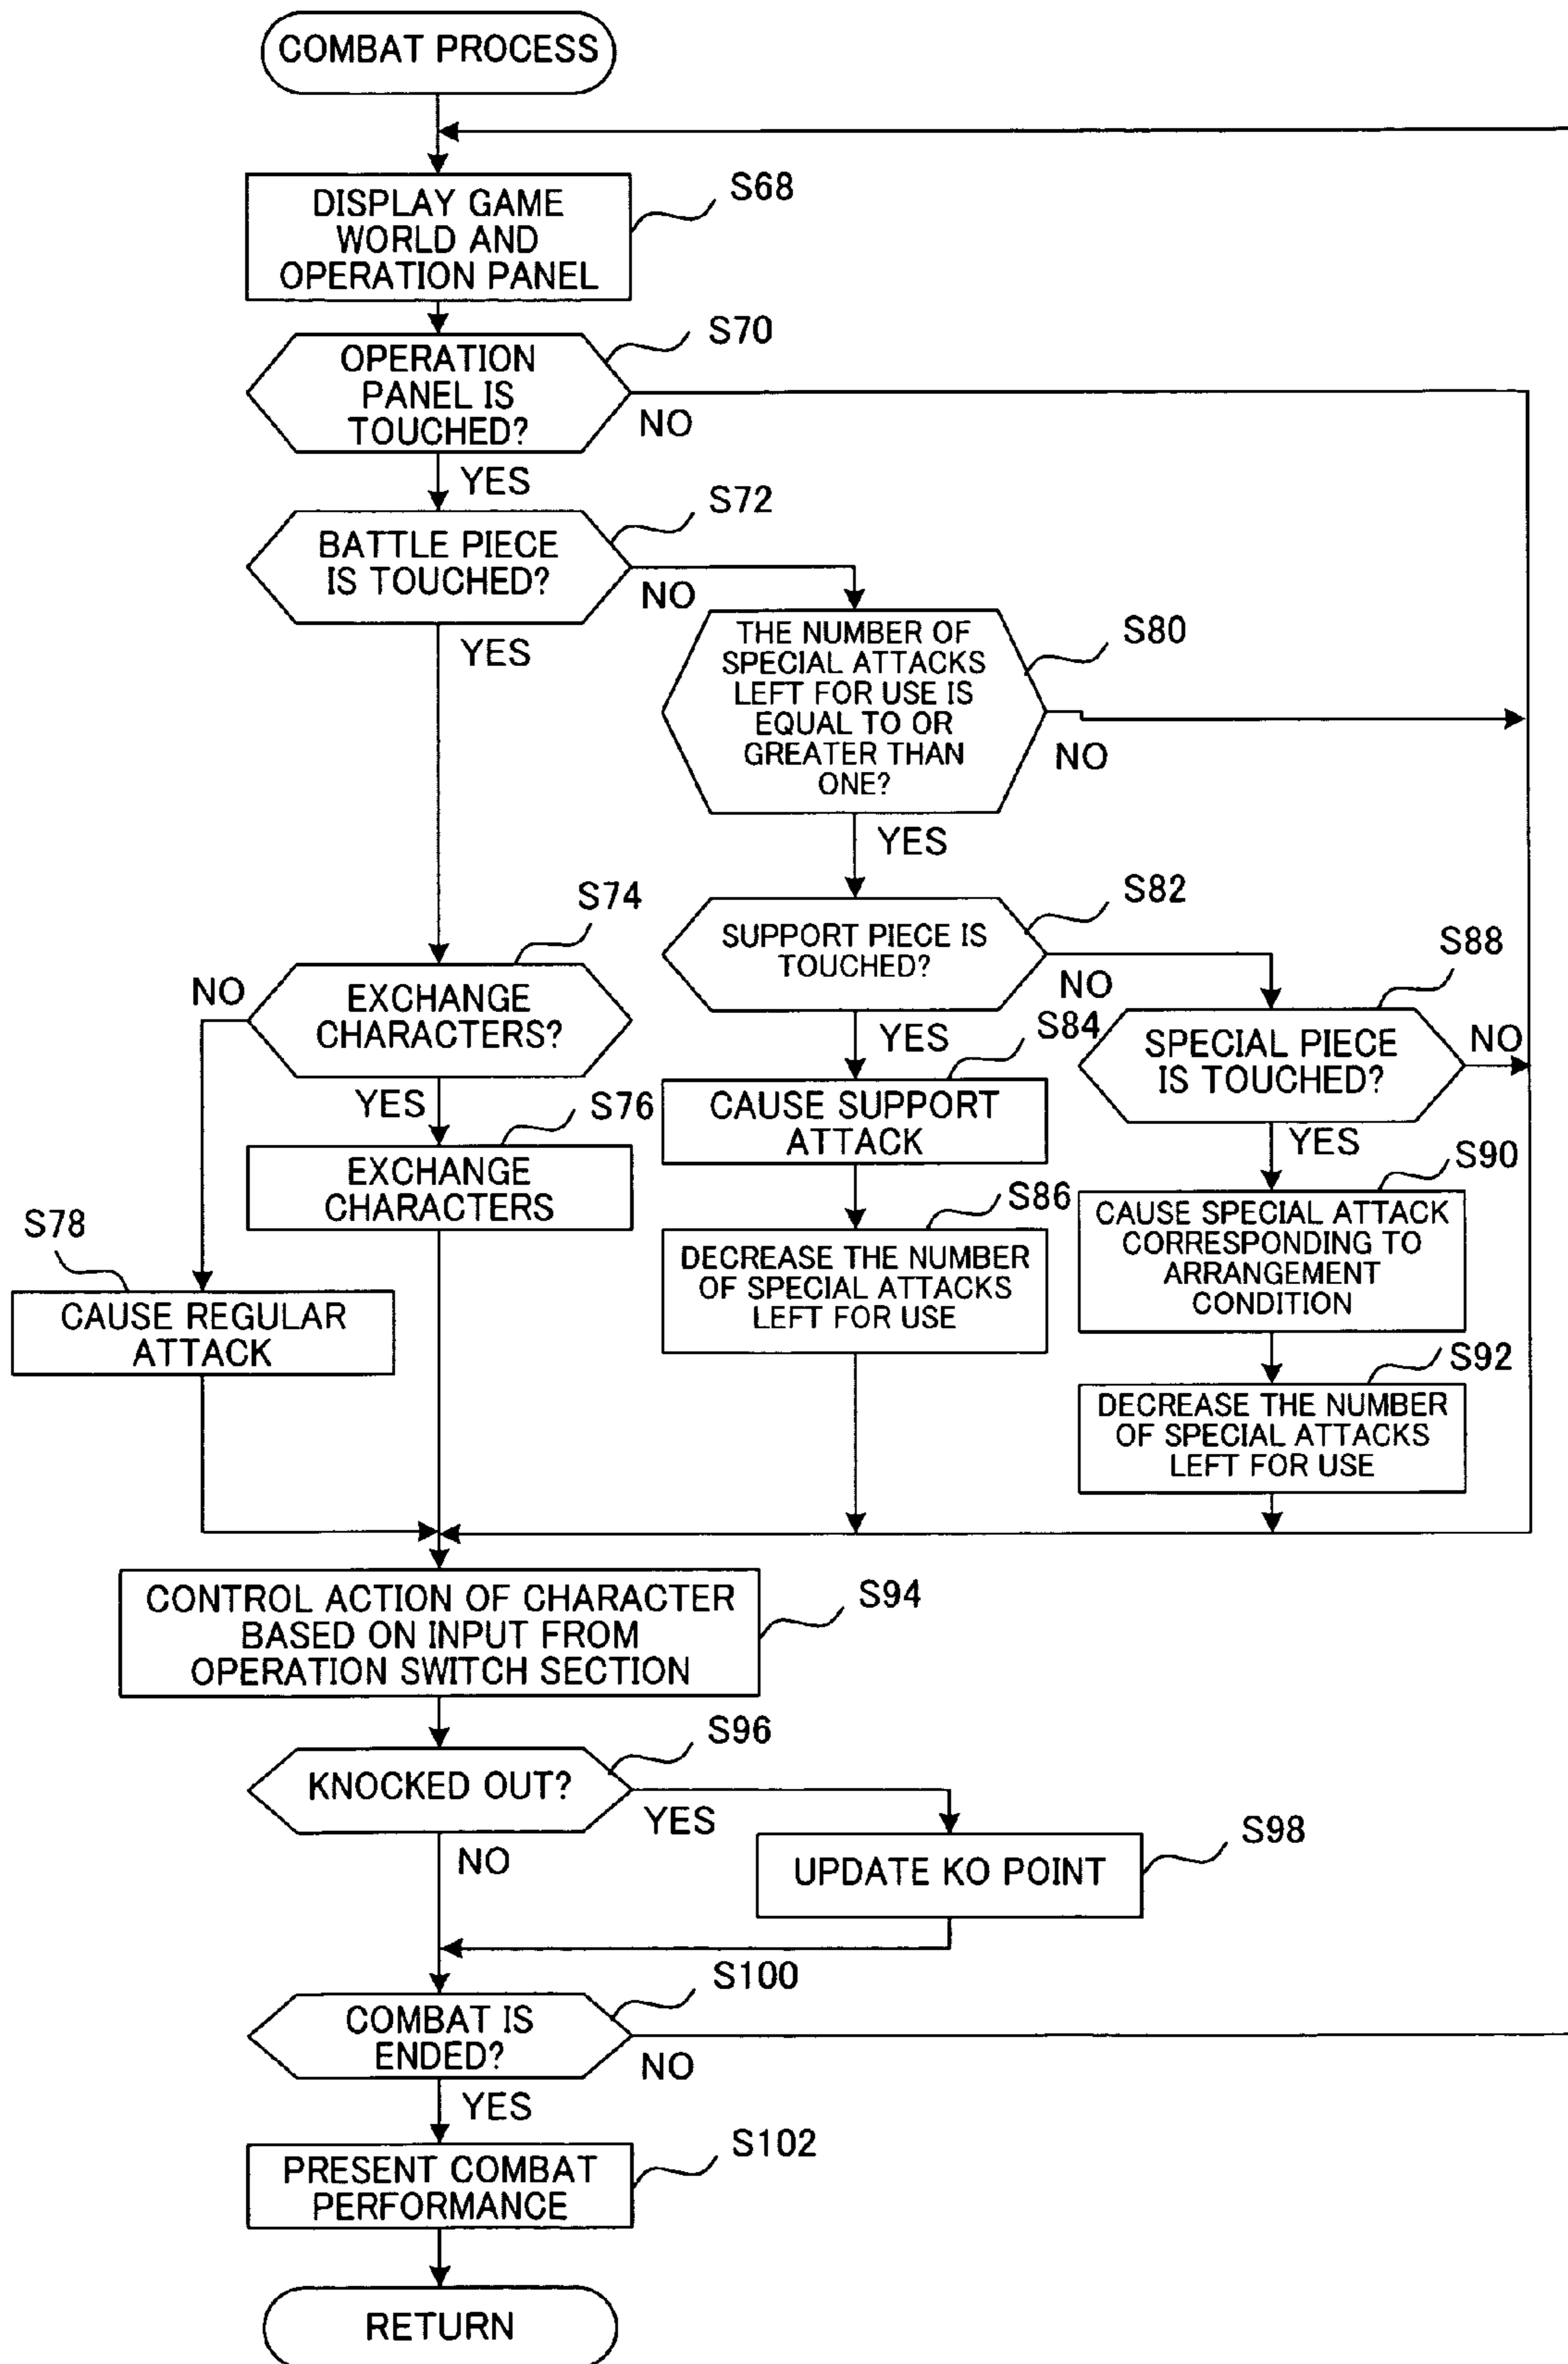 COMBAT PROCESS
S68
DISPLAY GAME
WORLD AND
OPERATION PANEL
S70
OPERATION
PANEL IS
TOUCHED?
NO
YES
S72
BATTLE PIECE
IS TOUCHED?
NO
YES
S80
THE NUMBER OF
SPECIAL ATTACKS
LEFT FOR USE IS
EQUAL TO OR
GREATER THAN
ONE?
NO
YES
S82
SUPPORT PIECE IS
TOUCHED?
NO
YES
S74
EXCHANGE
CHARACTERS?
NO
YES
S76
EXCHANGE
CHARACTERS
S78
CAUSE REGULAR
ATTACK
S84
CAUSE SUPPORT
ATTACK
S86
DECREASE THE NUMBER
OF SPECIAL ATTACKS
LEFT FOR USE
S88
SPECIAL PIECE
IS TOUCHED?
NO
YES
S90
CAUSE SPECIAL ATTACK
CORRESPONDING TO
ARRANGEMENT
CONDITION
S92
DECREASE THE NUMBER
OF SPECIAL ATTACKS
LEFT FOR USE
S94
CONTROL ACTION OF CHARACTER
BASED ON INPUT FROM
OPERATION SWITCH SECTION
S96
KNOCKED OUT?
YES
NO
S98
UPDATE KO POINT
S100
COMBAT IS
ENDED?
NO
YES
S102
PRESENT COMBAT
PERFORMANCE
RETURN